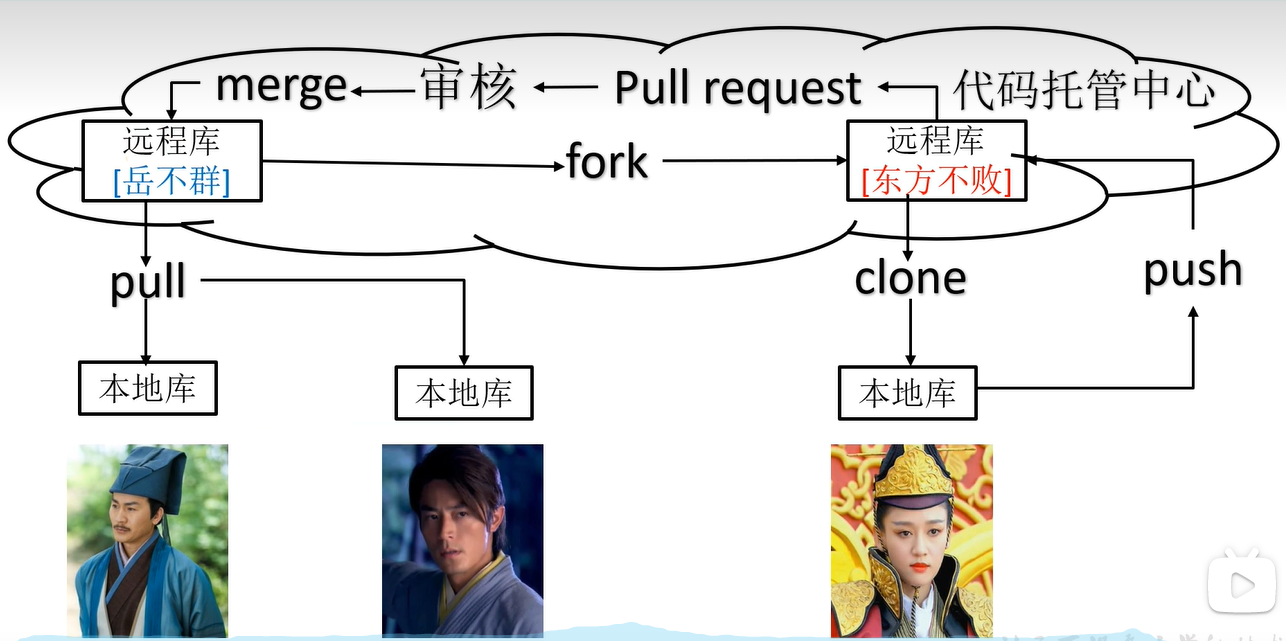 merge
审核
Pull request
代码托管中心
远程库
[岳不群]
fork
远程库
[东方不败]
pull
clone
push
本地库
本地库
本地库